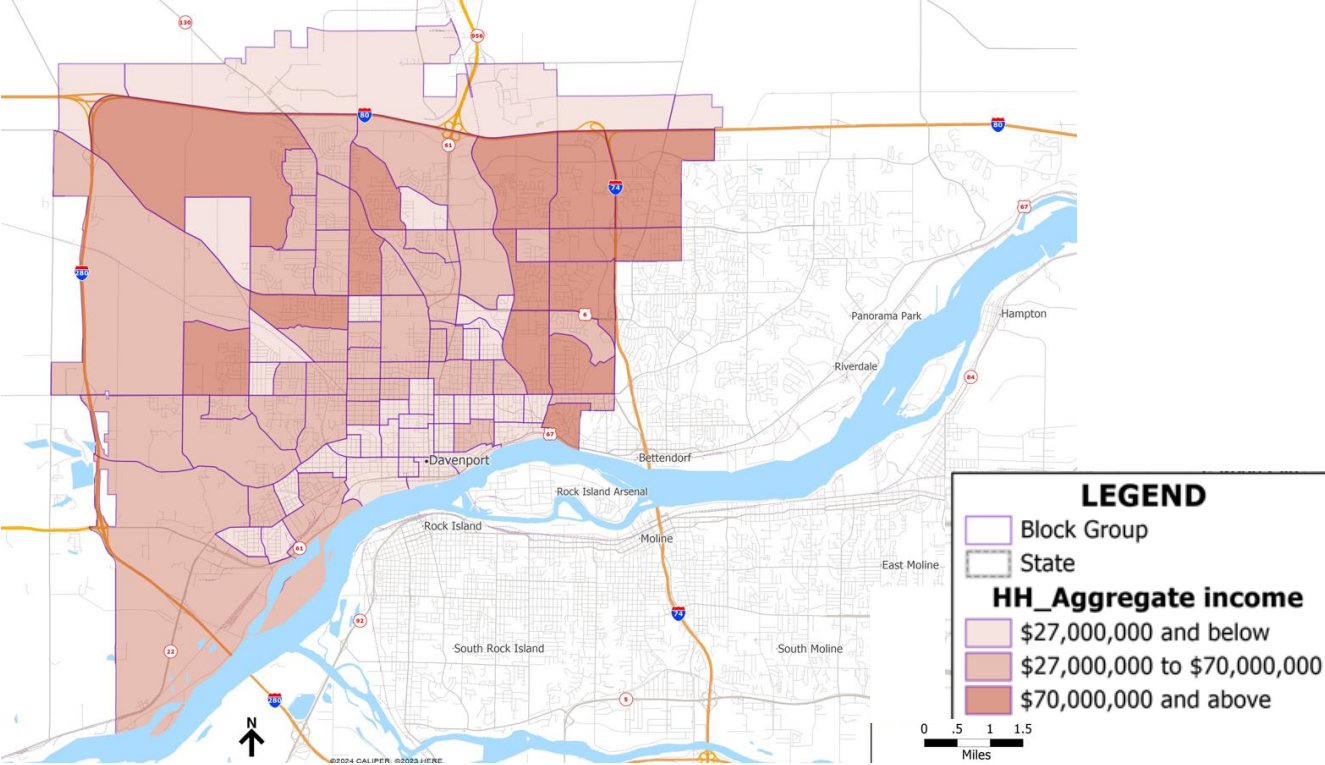 130
956
80
80
61
74
67
280
6
Panorama Park
Hampton
Riverdale
84
67
•Davenport
Bettendorf
Rock Island Arsenal
Rock Island
Moline
61
East Moline
74
92
South Rock Island
South Moline
22
280
5
N
©2024 CALIPER, ©2023 HERE
LEGEND
Block Group
State
HH_Aggregate income
$27,000,000 and below
$27,000,000 to $70,000,000
$70,000,000 and above
0 .5 1 1.5
Miles